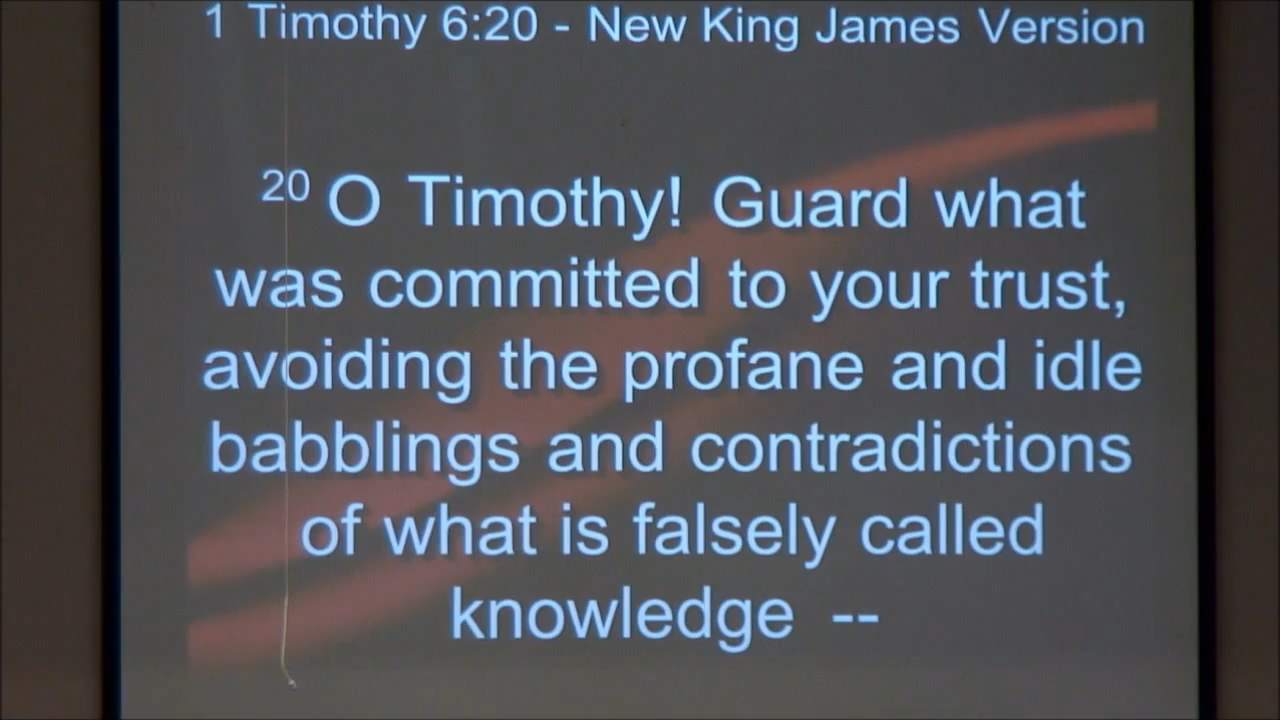 1 Timothy 6:20 - New King James Version
20 O Timothy! Guard what
was committed to your trust,
avoiding the profane and idle
babblings and contradictions
of what is falsely called
knowledge --